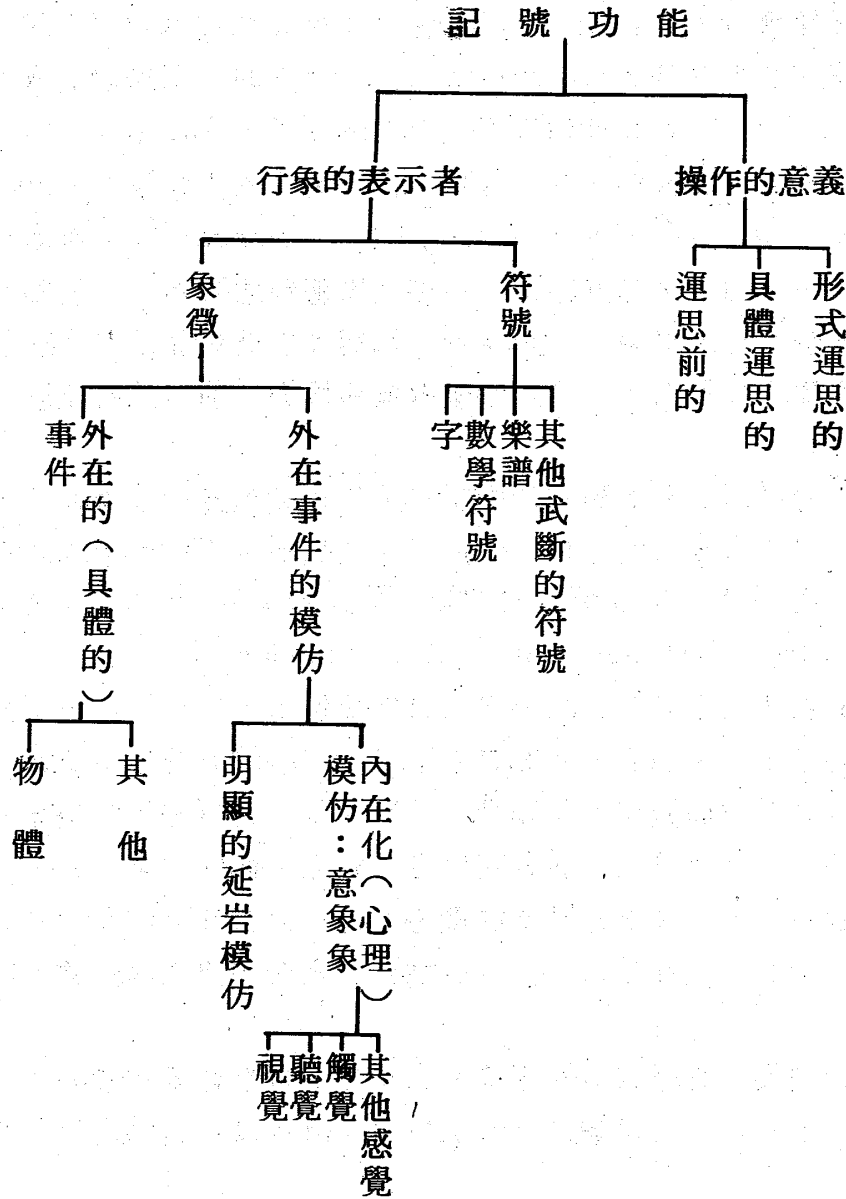 記號功能
行象的表示者
操作的意義
象徵
符號
運思前的
具體運思的
形式運思的
外在的（具體的）
事件
外在事件的模仿
字
數學符號
樂譜
其他武斷的符號
物體
其他
明顯的延岩模仿
內在化（心理）
模仿：意象象
視覺
聽覺
觸覺
其他感覺